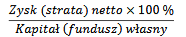 Zysk (strata) netto × 100 %
Kapitał (fundusz) własny